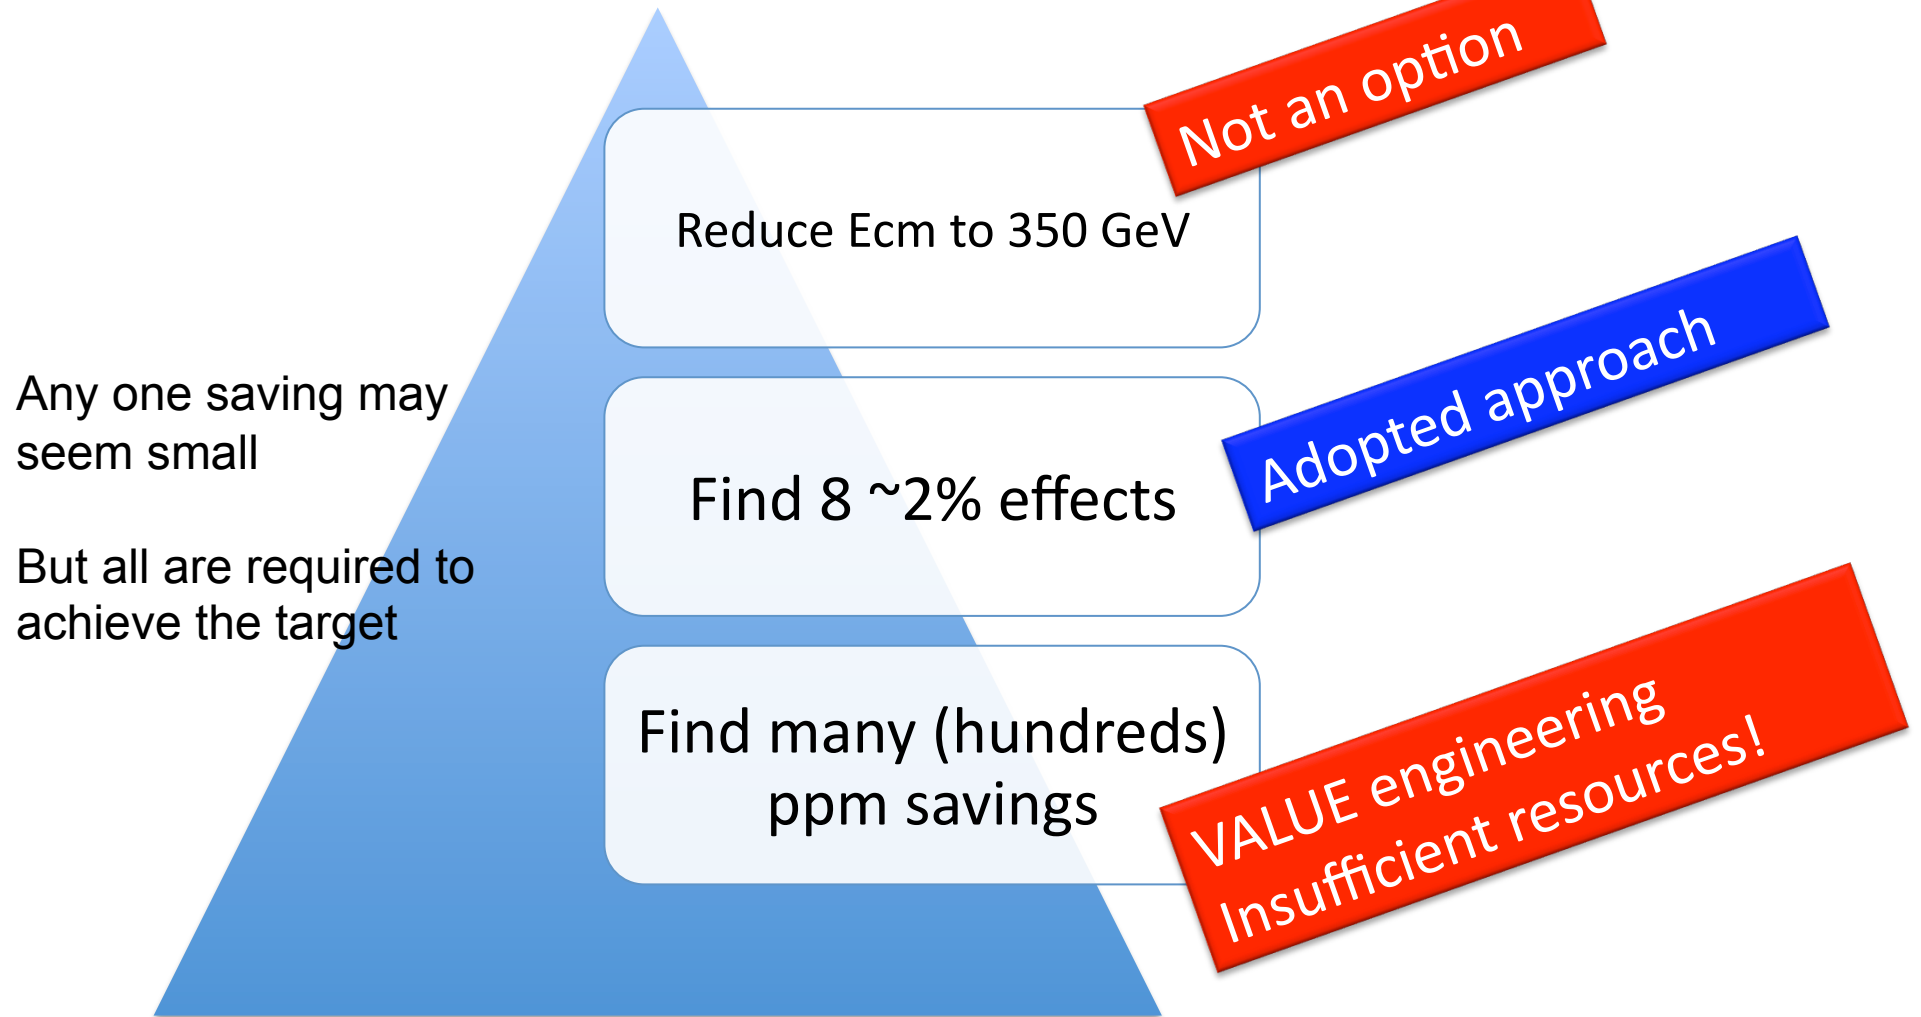 Not an option
Reduce Ecm to 350 GeV
Any one saving may
seem small
But all are required to
achieve the target
Adopted approach
Find 8 ~2% effects
Find many (hundreds)
ppm savings
VALUE engineering
Insufficient resources!